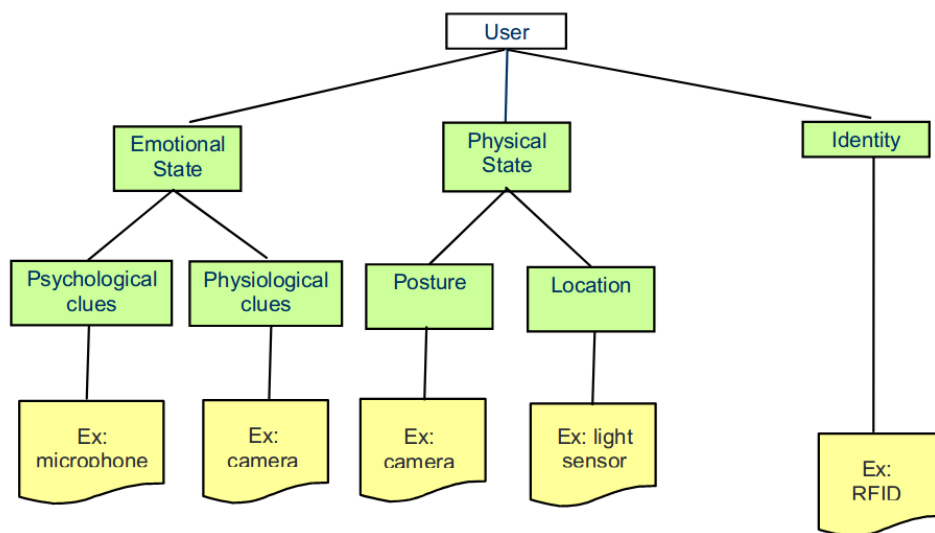 User
Emotional
State
Physical
State
Identity
Psychological
clues
Physiological
clues
Posture
Location
Ex:
microphone
Ex:
camera
Ex:
camera
Ex: light
sensor
Ex:
RFID